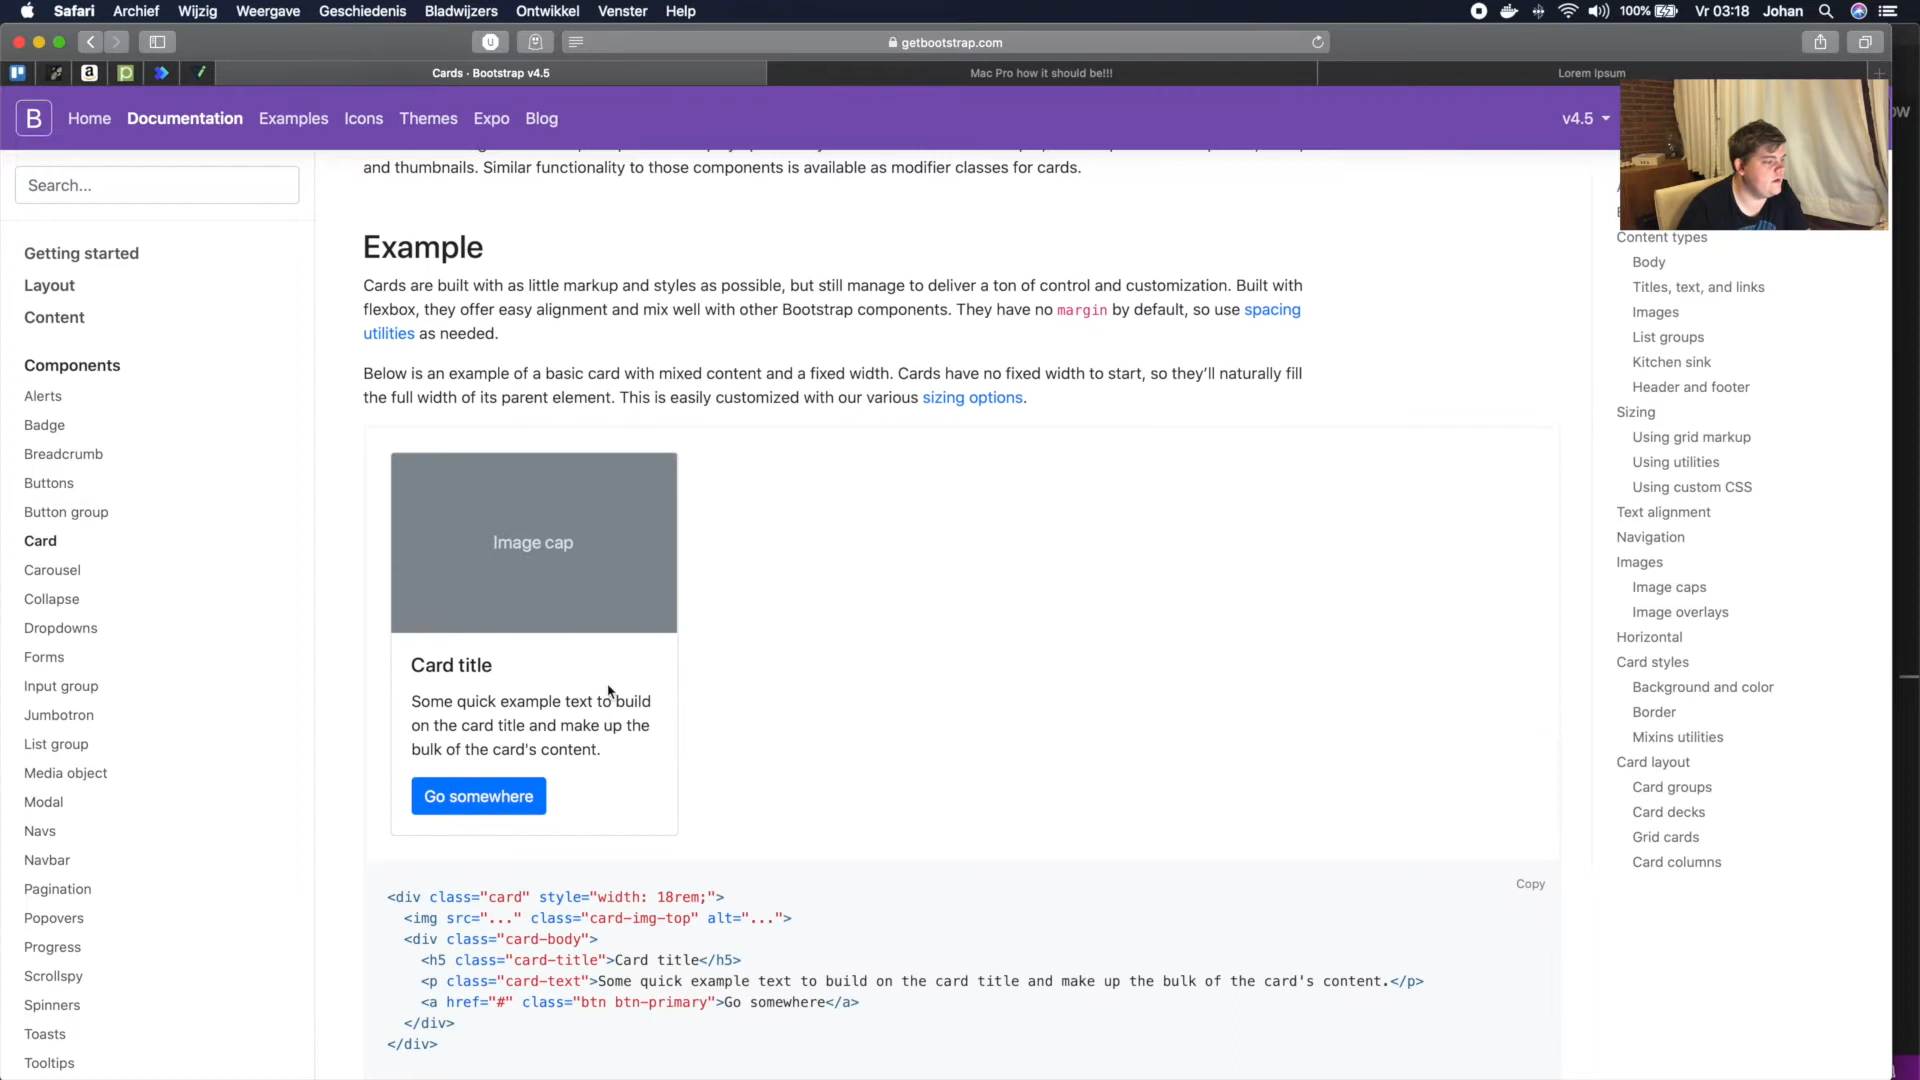 Safari Archief Wijzig Weergave Geschiedenis Bladwijzers Ontwikkel Venster Help 100% Vr 03:18 Johan
getbootstrap.com
Cards · Bootstrap v4.5 Mac Pro how it should be!!! Lorem Ipsum
B Home Documentation Examples Icons Themes Expo Blog v4.5
Search...
Getting started
Layout
Content
Components
Alerts
Badge
Breadcrumb
Buttons
Button group
Card
Carousel
Collapse
Dropdowns
Forms
Input group
Jumbotron
List group
Media object
Modal
Navs
Navbar
Pagination
Popovers
Progress
Scrollspy
Spinners
Toasts
Tooltips
and thumbnails. Similar functionality to those components is available as modifier classes for cards.
Example
Cards are built with as little markup and styles as possible, but still manage to deliver a ton of control and customization. Built with
flexbox, they offer easy alignment and mix well with other Bootstrap components. They have no margin by default, so use spacing
utilities as needed.
Below is an example of a basic card with mixed content and a fixed width. Cards have no fixed width to start, so they'll naturally fill
the full width of its parent element. This is easily customized with our various sizing options.
Image cap
Card title
Some quick example text to build
on the card title and make up the
bulk of the card's content.
Go somewhere
Copy
<div class="card" style="width: 18rem;">
<img src="..." class="card-img-top" alt="...">
<div class="card-body">
<h5 class="card-title">Card title</h5>
<p class="card-text">Some quick example text to build on the card title and make up the bulk of the card's content.</p>
<a href="#" class="btn btn-primary">Go somewhere</a>
</div>
</div>
Content types
Body
Titles, text, and links
Images
List groups
Kitchen sink
Header and footer
Sizing
Using grid markup
Using utilities
Using custom CSS
Text alignment
Navigation
Images
Image caps
Image overlays
Horizontal
Card styles
Background and color
Border
Mixins utilities
Card layout
Card groups
Card decks
Grid cards
Card columns